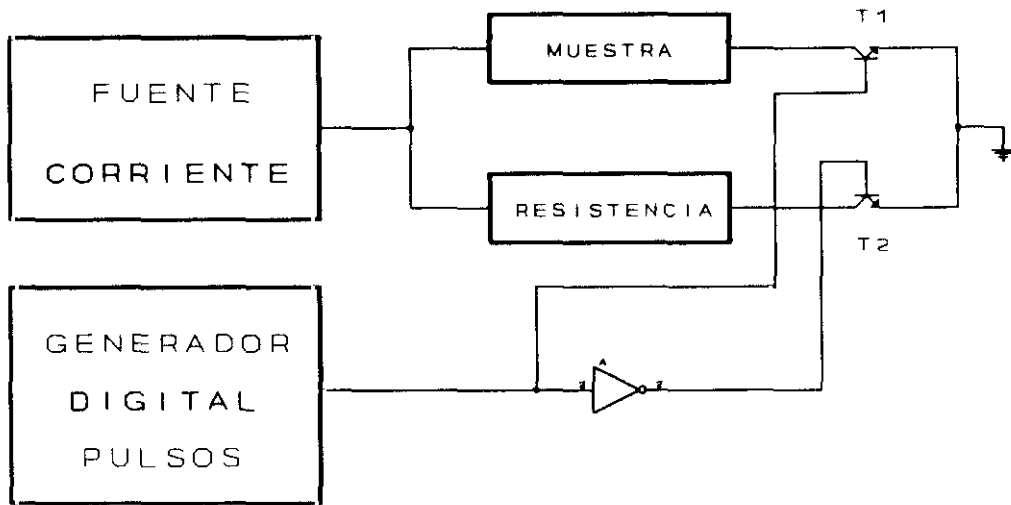 FUENTE
CORRIENTE
MUESTRA
T1
RESISTENCIA
T2
GENERADOR
DIGITAL
PULSOS
A